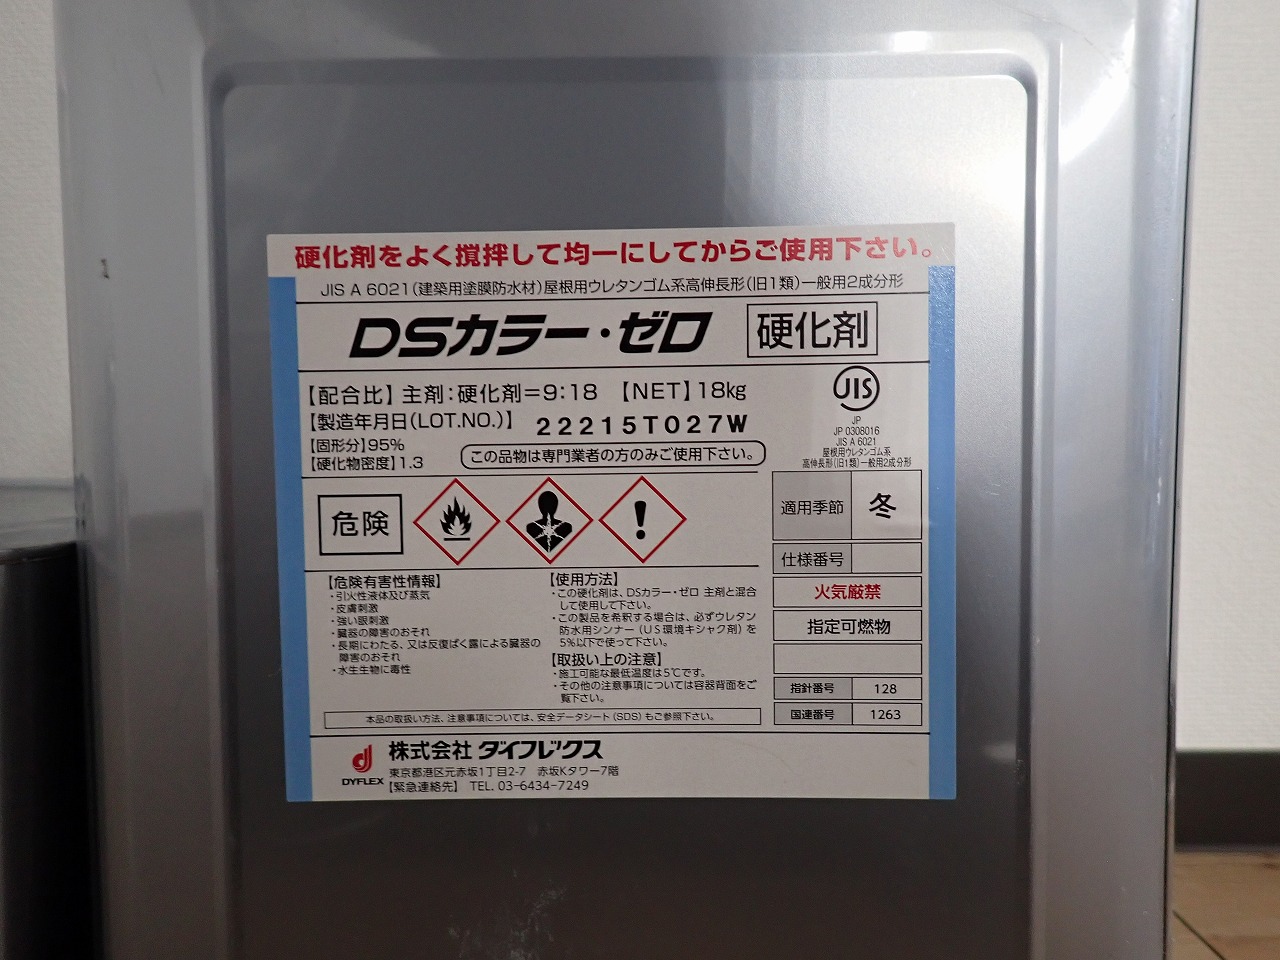 硬化剤をよく撹拌して均一にしてからご使用下さい。
JIS A 6021(建築用塗膜防水材)屋根用ウレタンゴム系高伸長形(旧1類)一般用2成分形
DSカラー・ゼロ 硬化剤
【配合比】主剤:硬化剤=9:18 【NET】18kg
【製造年月日(LOT.NO.)】 22215T027W
【固形分】95%
【硬化物密度】1.3
この品物は専門業者の方のみご使用下さい。
JIS
JP
JP 0308016
JIS A 6021
屋根用ウレタンゴム系
高伸長形(旧1類)一般用2成分形
危険
適用季節 冬
仕様番号
火気厳禁
指定可燃物
指針番号 128
国連番号 1263
【危険有害性情報】
・引火性液体及び蒸気
・皮膚刺激
・強い眼刺激
・臓器の障害のおそれ
・長期にわたる、又は反復ばく露による臓器の
障害のおそれ
・水生生物に毒性
【使用方法】
・この硬化剤は、DSカラー・ゼロ 主剤と混合
して使用して下さい。
・この製品を希釈する場合は、必ずウレタン
防水用シンナー(US環境キシャク剤)を
5%以下で使って下さい。
【取扱い上の注意】
・施工可能な最低温度は5℃です。
・その他の注意事項については容器背面をご
覧下さい。
本品の取扱い方法、注意事項については、安全データシート(SDS)もご参照下さい。
DYFLEX
株式会社 ダイフレックス
東京都港区元赤坂1丁目2-7 赤坂Kタワー7階
【緊急連絡先】 TEL. 03-6434-7249
1